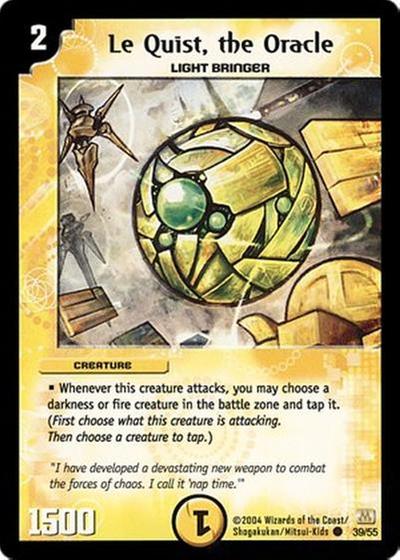 2
Le Quist, the Oracle
LIGHT BRINGER
CREATURE
▪ Whenever this creature attacks, you may choose a
darkness or fire creature in the battle zone and tap it.
(First choose what this creature is attacking.
Then choose a creature to tap.)
"I have developed a devastating new weapon to combat
the forces of chaos. I call it 'nap time.'"
1500
1
©2004 Wizards of the Coast/
Shogakukan/Mitsui-Kids ● 39/55